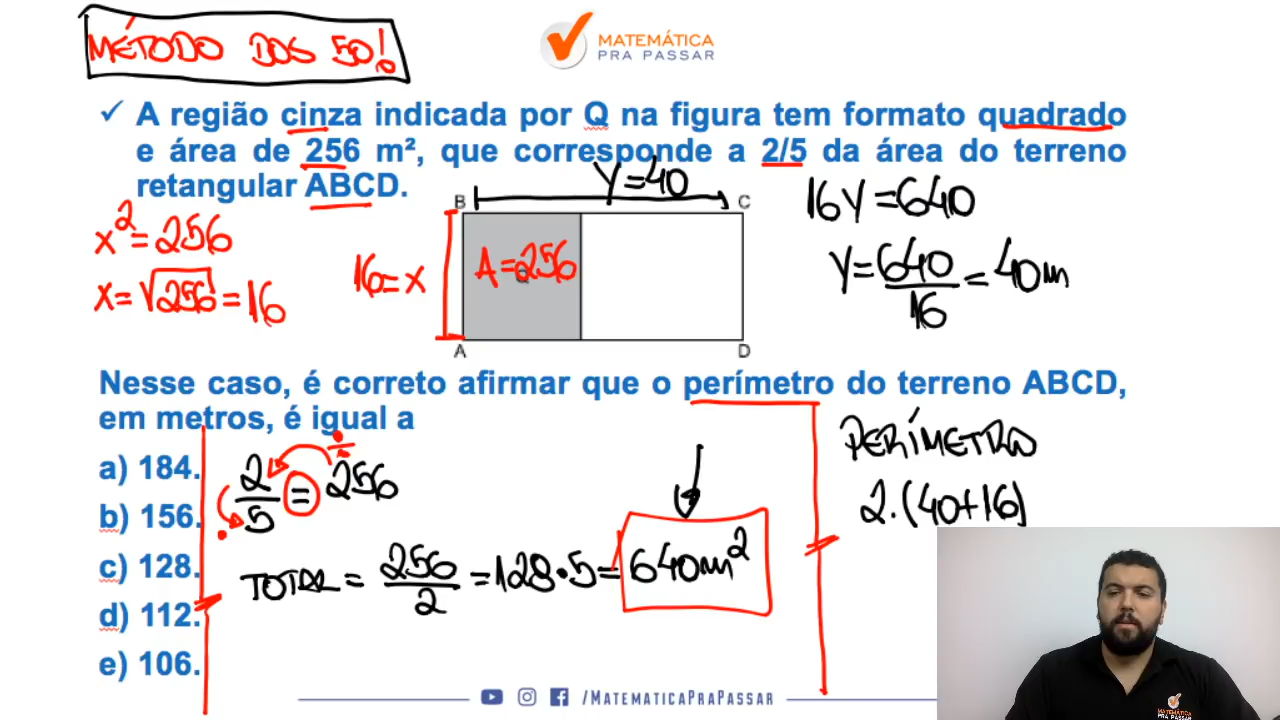 MÉTODO DOS 50!
MATEMÁTICA
PRA PASSAR
✓ A região cinza indicada por Q na figura tem formato quadrado
e área de 256 m², que corresponde a 2/5 da área do terreno
retangular ABCD.
Y=40
B
C
x²=256
x=√256=16
16=x
A=256
Q
A
D
16Y=640
Y=640/16=40m
Nesse caso, é correto afirmar que o perímetro do terreno ABCD,
em metros, é igual a
a) 184.
b) 156.
c) 128.
d) 112.
e) 106.
2/5=256
÷
TOTAL=256/2=128•5=640m²
PERÍMETRO
2.(40+16)
/MATEMATICAPRAPASSAR
MATEMÁTICA
PRA PASSAR